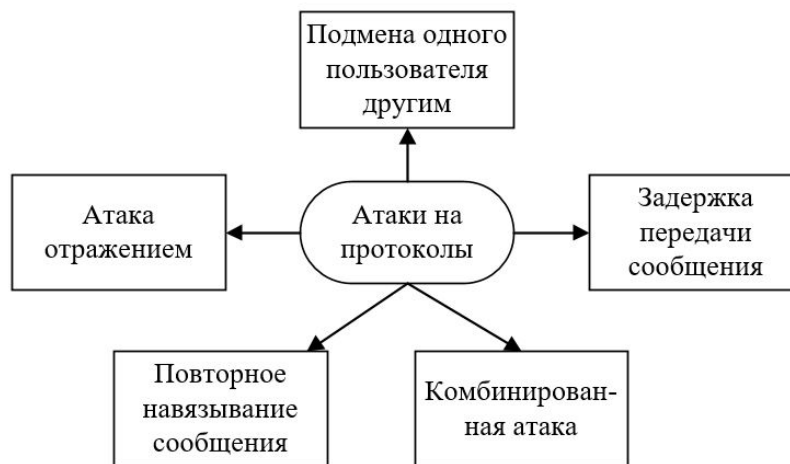 Подмена одного
пользователя
другим
Атака
отражением
Атаки на
протоколы
Задержка
передачи
сообщения
Повторное
навязывание
сообщения
Комбинирован-
ная атака